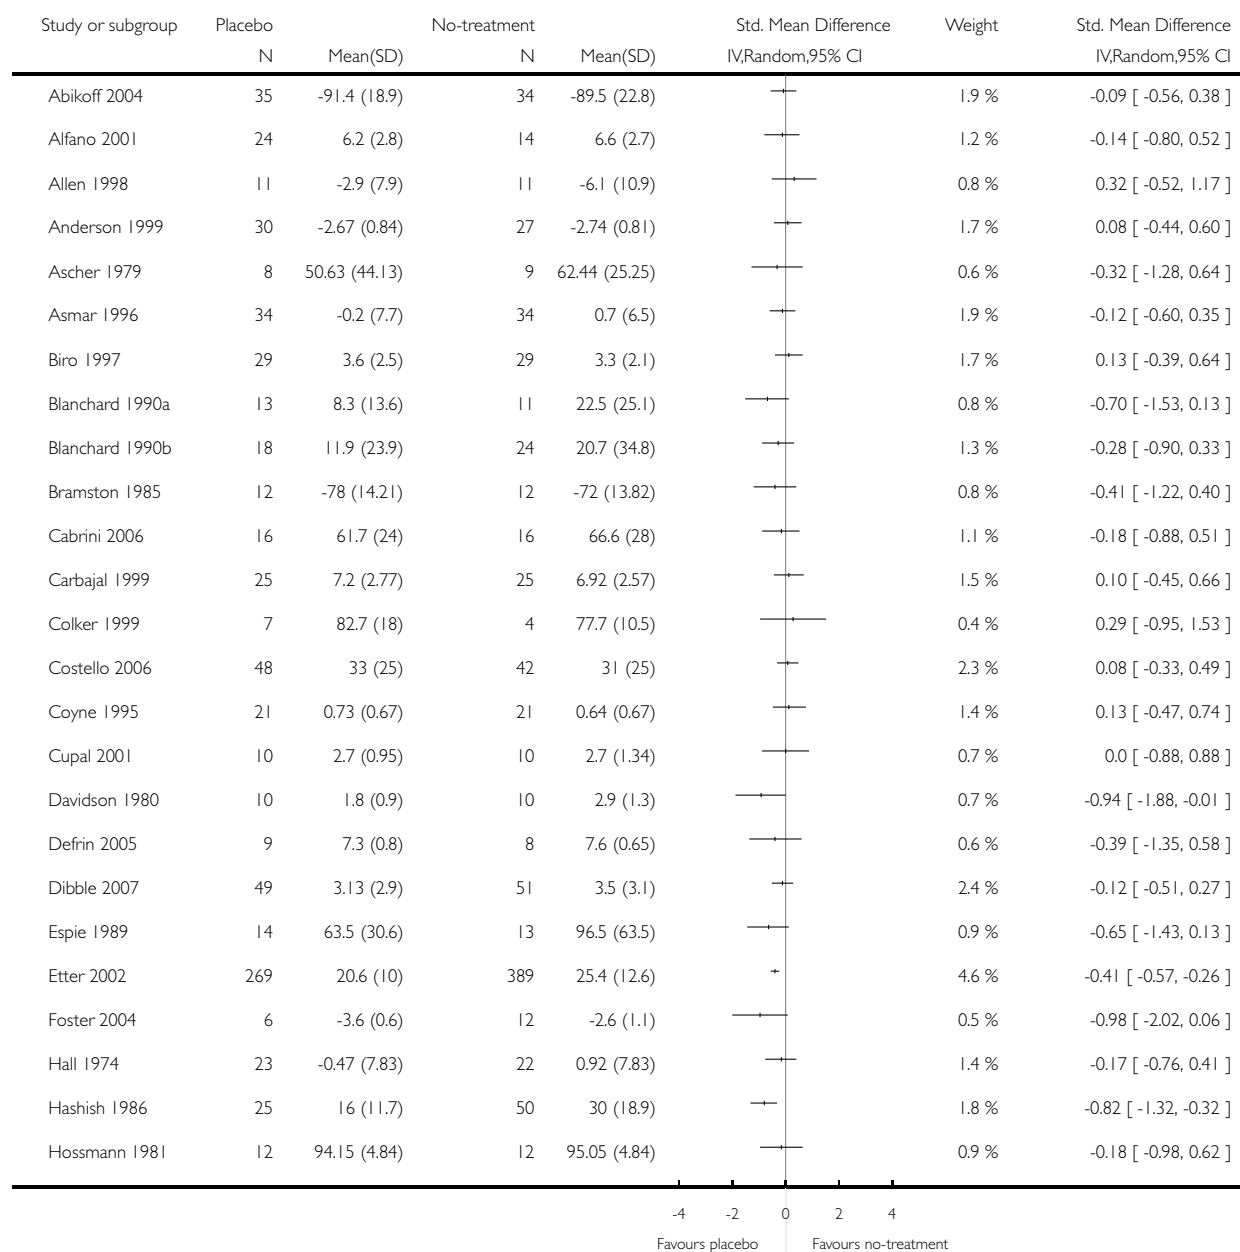 Study or subgroup Placebo No-treatment Std. Mean Difference Weight Std. Mean Difference
N Mean(SD) N Mean(SD) IV,Random,95% CI IV,Random,95% CI
Abikoff 2004 35 -91.4 (18.9) 34 -89.5 (22.8) 1.9 % -0.09 [ -0.56, 0.38 ]
Alfano 2001 24 6.2 (2.8) 14 6.6 (2.7) 1.2 % -0.14 [ -0.80, 0.52 ]
Allen 1998 11 -2.9 (7.9) 11 -6.1 (10.9) 0.8 % 0.32 [ -0.52, 1.17 ]
Anderson 1999 30 -2.67 (0.84) 27 -2.74 (0.81) 1.7 % 0.08 [ -0.44, 0.60 ]
Ascher 1979 8 50.63 (44.13) 9 62.44 (25.25) 0.6 % -0.32 [ -1.28, 0.64 ]
Asmar 1996 34 -0.2 (7.7) 34 0.7 (6.5) 1.9 % -0.12 [ -0.60, 0.35 ]
Biro 1997 29 3.6 (2.5) 29 3.3 (2.1) 1.7 % 0.13 [ -0.39, 0.64 ]
Blanchard 1990a 13 8.3 (13.6) 11 22.5 (25.1) 0.8 % -0.70 [ -1.53, 0.13 ]
Blanchard 1990b 18 11.9 (23.9) 24 20.7 (34.8) 1.3 % -0.28 [ -0.90, 0.33 ]
Bramston 1985 12 -78 (14.21) 12 -72 (13.82) 0.8 % -0.41 [ -1.22, 0.40 ]
Cabrini 2006 16 61.7 (24) 16 66.6 (28) 1.1 % -0.18 [ -0.88, 0.51 ]
Carbajal 1999 25 7.2 (2.77) 25 6.92 (2.57) 1.5 % 0.10 [ -0.45, 0.66 ]
Colker 1999 7 82.7 (18) 4 77.7 (10.5) 0.4 % 0.29 [ -0.95, 1.53 ]
Costello 2006 48 33 (25) 42 31 (25) 2.3 % 0.08 [ -0.33, 0.49 ]
Coyne 1995 21 0.73 (0.67) 21 0.64 (0.67) 1.4 % 0.13 [ -0.47, 0.74 ]
Cupal 2001 10 2.7 (0.95) 10 2.7 (1.34) 0.7 % 0.0 [ -0.88, 0.88 ]
Davidson 1980 10 1.8 (0.9) 10 2.9 (1.3) 0.7 % -0.94 [ -1.88, -0.01 ]
Defrin 2005 9 7.3 (0.8) 8 7.6 (0.65) 0.6 % -0.39 [ -1.35, 0.58 ]
Dibble 2007 49 3.13 (2.9) 51 3.5 (3.1) 2.4 % -0.12 [ -0.51, 0.27 ]
Espie 1989 14 63.5 (30.6) 13 96.5 (63.5) 0.9 % -0.65 [ -1.43, 0.13 ]
Etter 2002 269 20.6 (10) 389 25.4 (12.6) 4.6 % -0.41 [ -0.57, -0.26 ]
Foster 2004 6 -3.6 (0.6) 12 -2.6 (1.1) 0.5 % -0.98 [ -2.02, 0.06 ]
Hall 1974 23 -0.47 (7.83) 22 0.92 (7.83) 1.4 % -0.17 [ -0.76, 0.41 ]
Hashish 1986 25 16 (11.7) 50 30 (18.9) 1.8 % -0.82 [ -1.32, -0.32 ]
Hossmann 1981 12 94.15 (4.84) 12 95.05 (4.84) 0.9 % -0.18 [ -0.98, 0.62 ]
-4 -2 0 2 4
Favours placebo Favours no-treatment